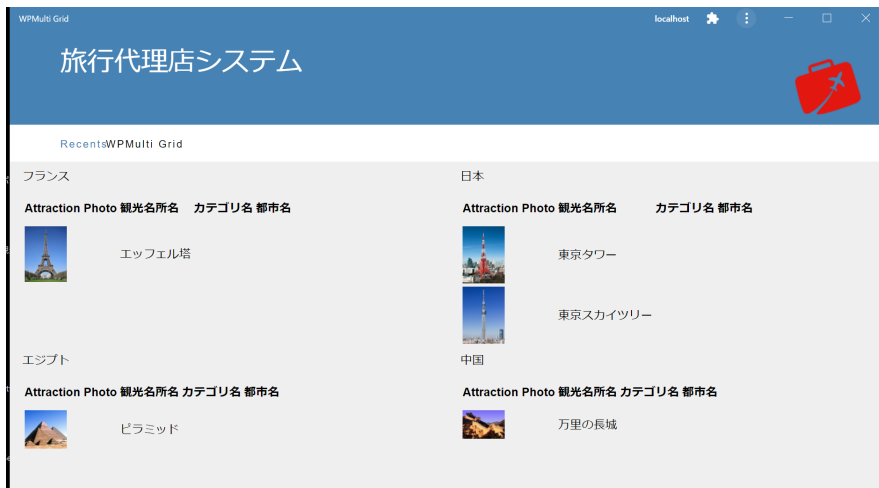 WPMulti Grid
localhost
旅行代理店システム
RecentsWPMulti Grid
フランス
Attraction Photo 観光名所名 カテゴリ名 都市名
エッフェル塔
日本
Attraction Photo 観光名所名 カテゴリ名 都市名
東京タワー
東京スカイツリー
エジプト
Attraction Photo 観光名所名 カテゴリ名 都市名
ピラミッド
中国
Attraction Photo 観光名所名 カテゴリ名 都市名
万里の長城